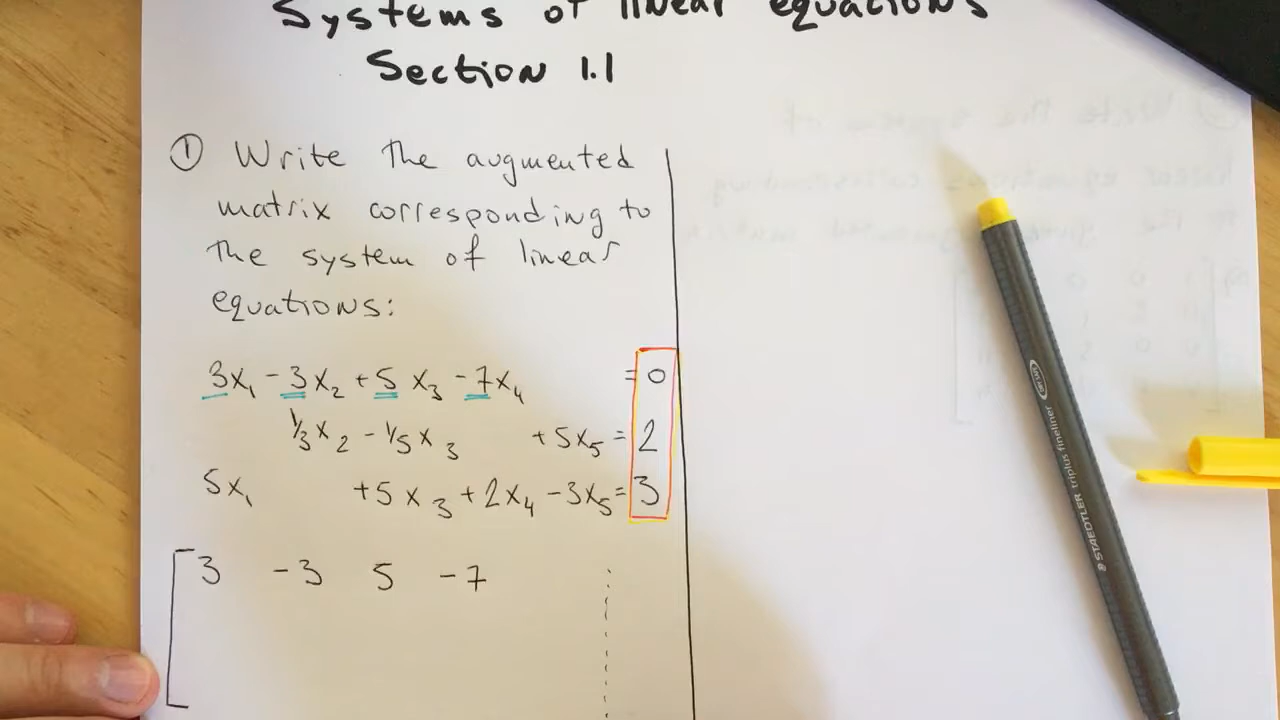 Systems of linear equations
Section 1.1
① Write the augmented
matrix corresponding to
the system of linear
equations:
3x₁ - 3x₂ + 5x₃ - 7x₄ = 0
1/3x₂ - 1/5x₃ + 5x₅ = 2
5x₁ + 5x₃ + 2x₄ - 3x₅ = 3
[3 -3 5 -7
STAEDTLER triplus fineliner